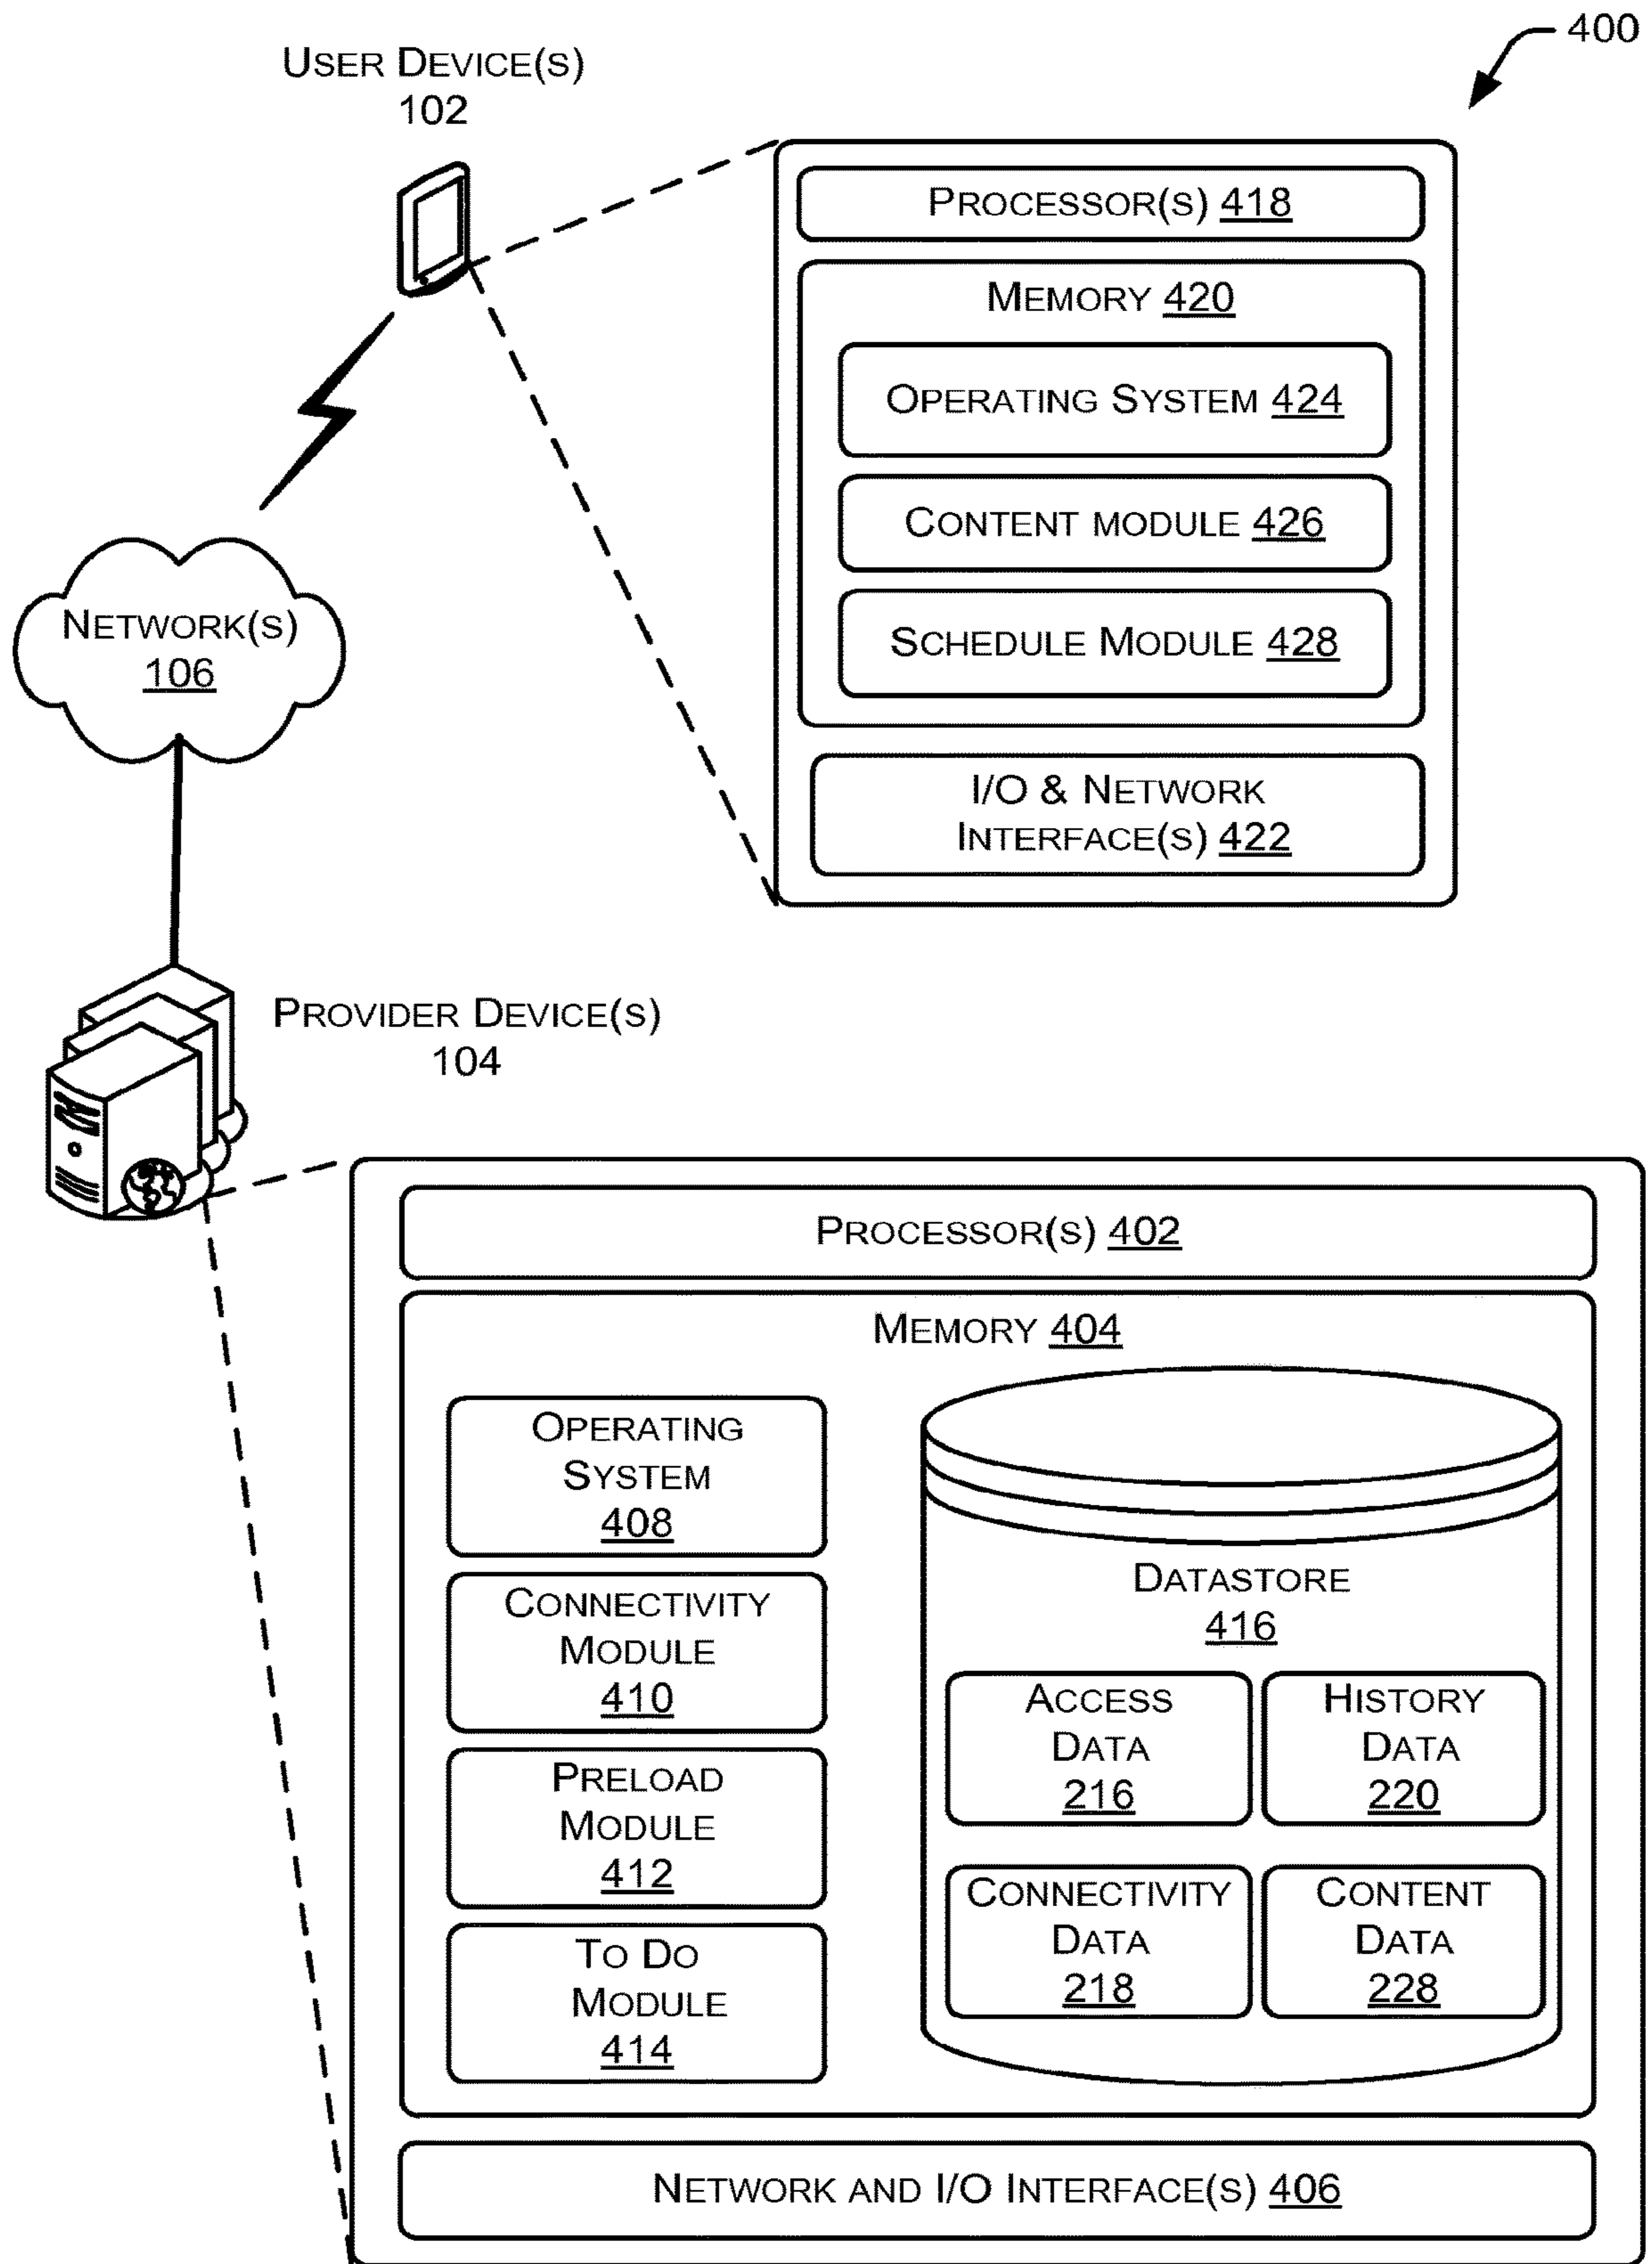 400
USER DEVICE(S)
102
PROCESSOR(S) 418
MEMORY 420
OPERATING SYSTEM 424
CONTENT MODULE 426
SCHEDULE MODULE 428
I/O & NETWORK
INTERFACE(S) 422
NETWORK(S)
106
PROVIDER DEVICE(S)
104
PROCESSOR(S) 402
MEMORY 404
OPERATING
SYSTEM
408
CONNECTIVITY
MODULE
410
PRELOAD
MODULE
412
TO DO
MODULE
414
DATASTORE
416
ACCESS
DATA
216
HISTORY
DATA
220
CONNECTIVITY
DATA
218
CONTENT
DATA
228
NETWORK AND I/O INTERFACE(S) 406